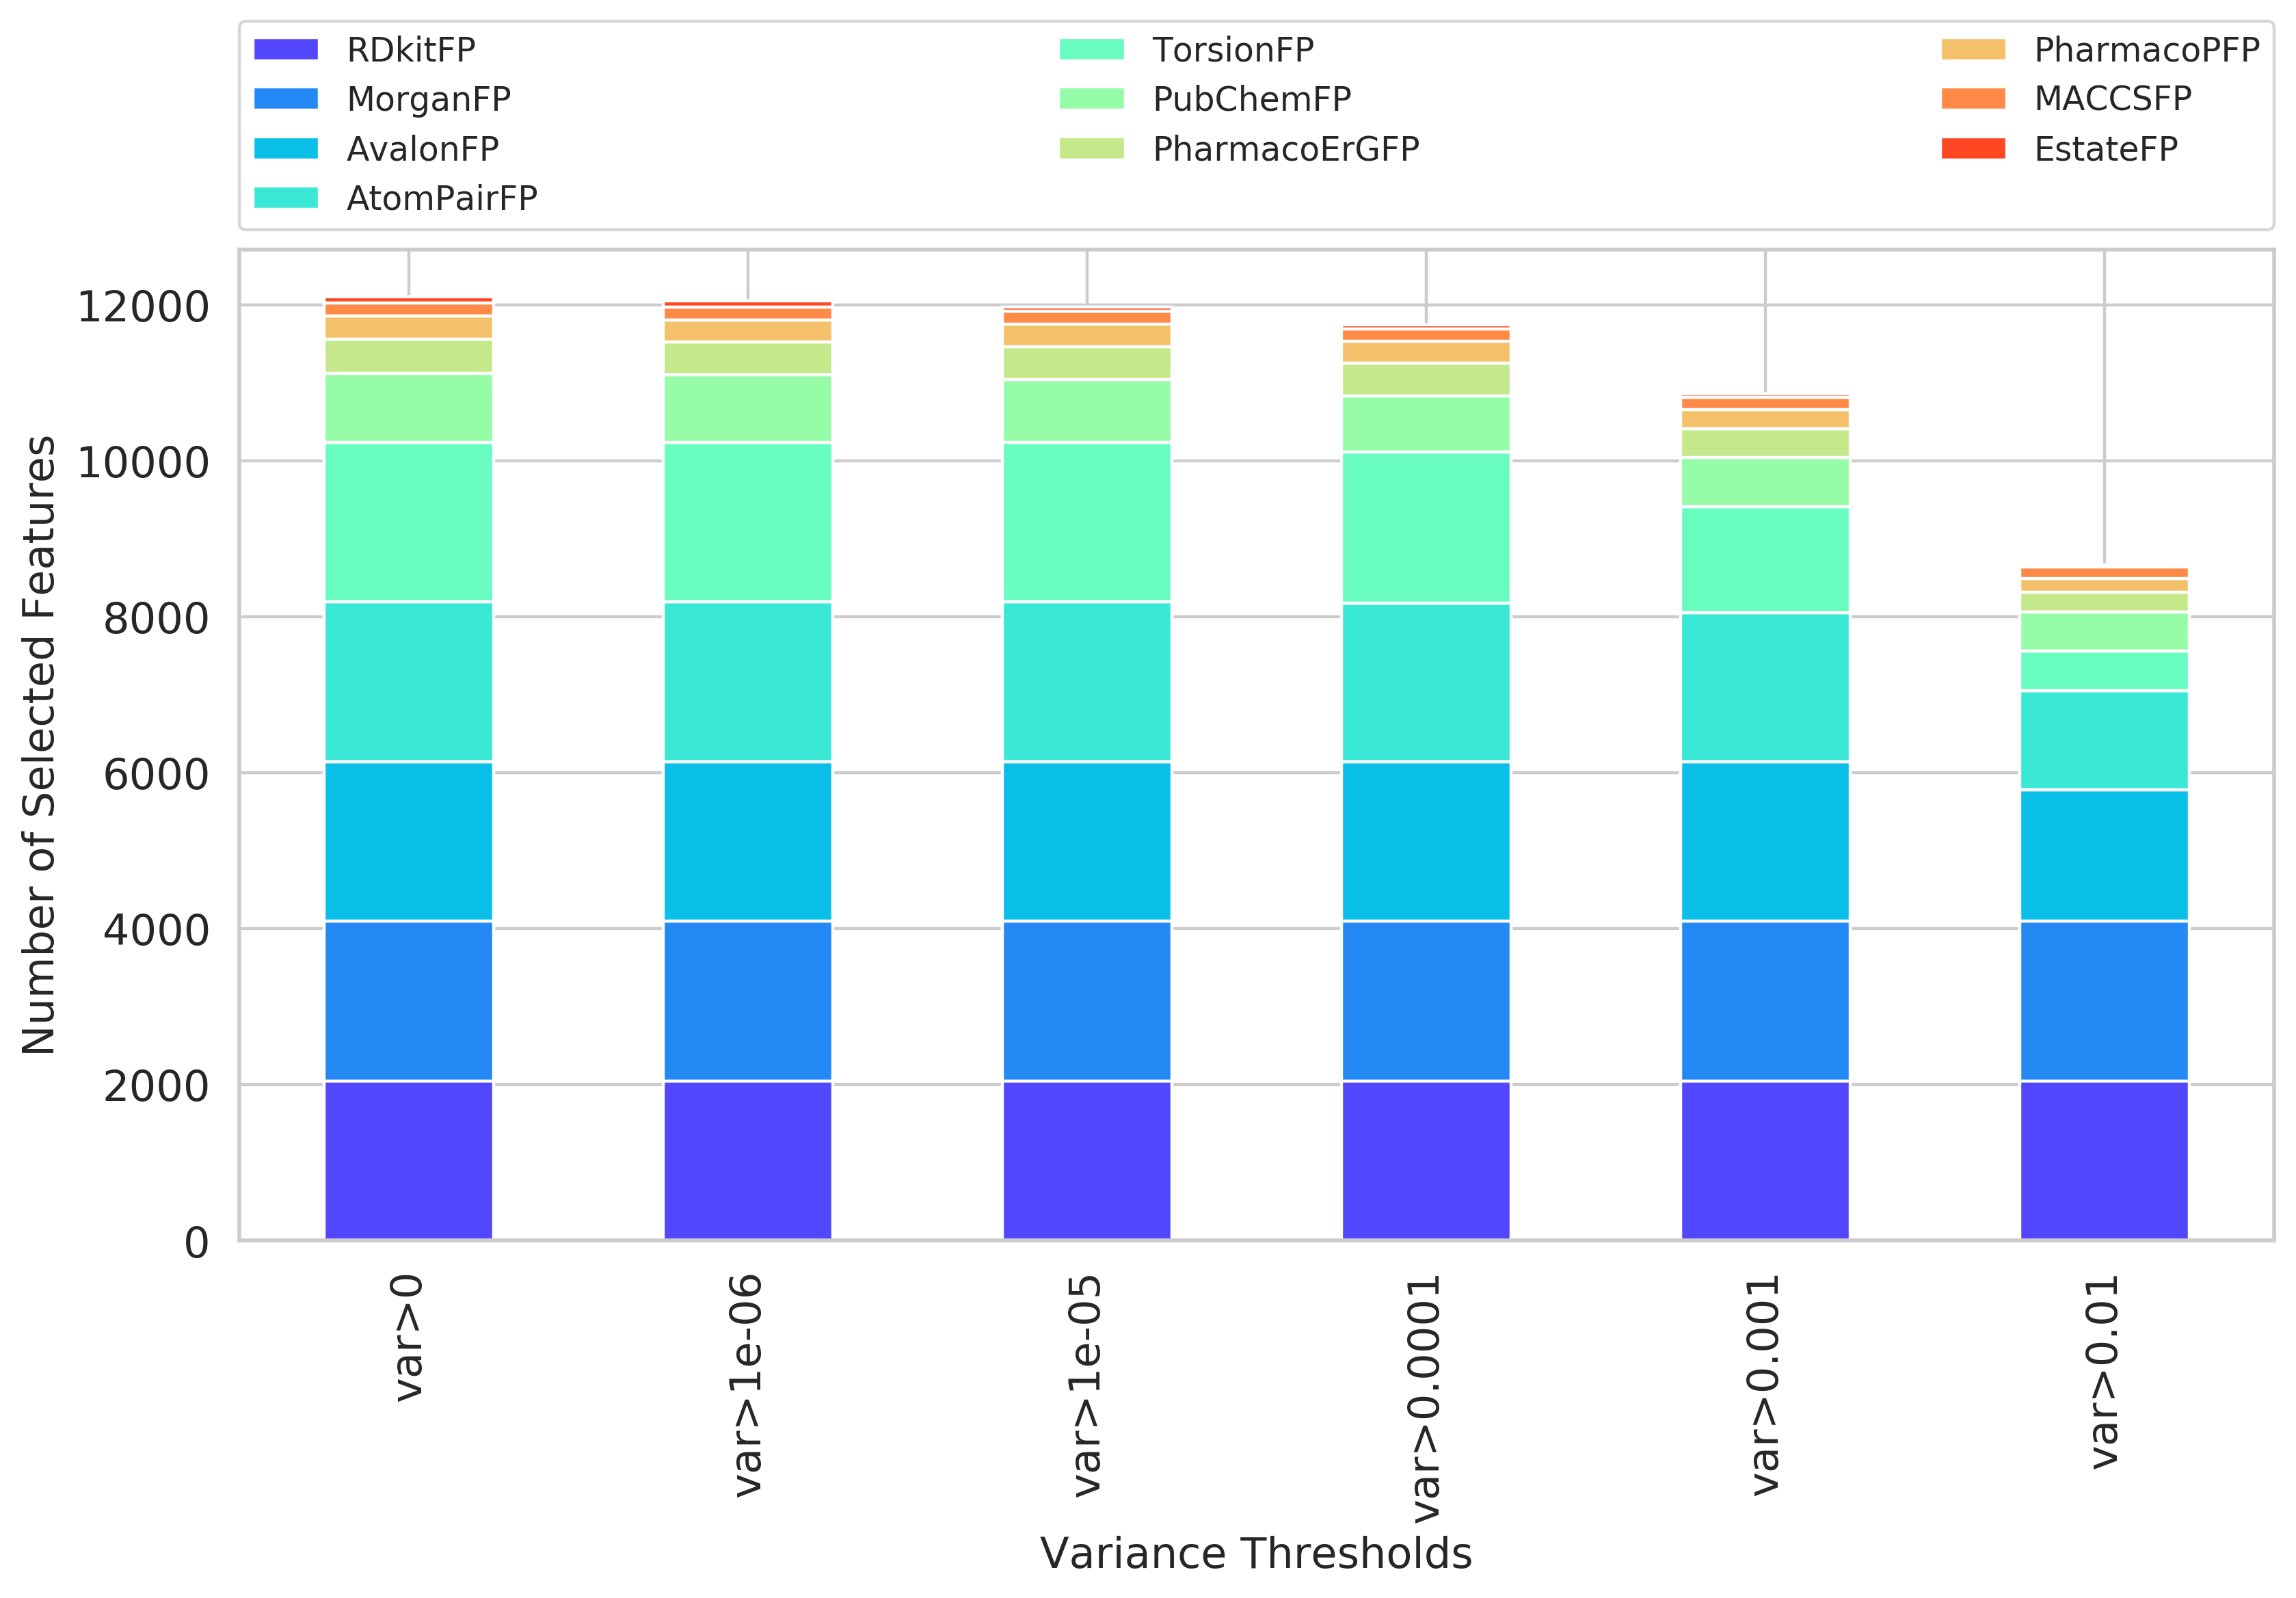 RDkitFP
MorganFP
AvalonFP
AtomPairFP
TorsionFP
PubChemFP
PharmacoErGFP
PharmacoPFP
MACCSFP
EstateFP
12000
10000
8000
6000
4000
2000
0
Number of Selected Features
var>0
var>1e-06
var>1e-05
var>0.0001
var>0.001
var>0.01
Variance Thresholds